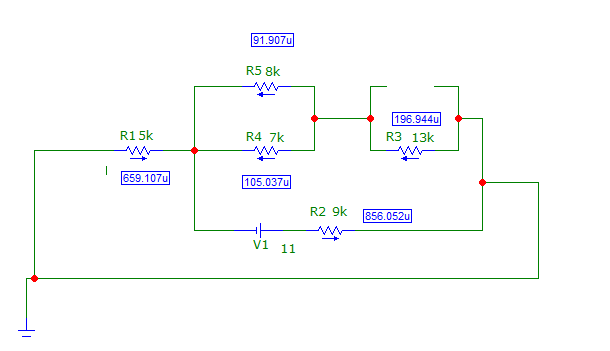 91.907u
R5 8k
196.944u
R1 5k
R4 7k
R3 13k
I
659.107u
105.037u
R2 9k
856.052u
V1
11